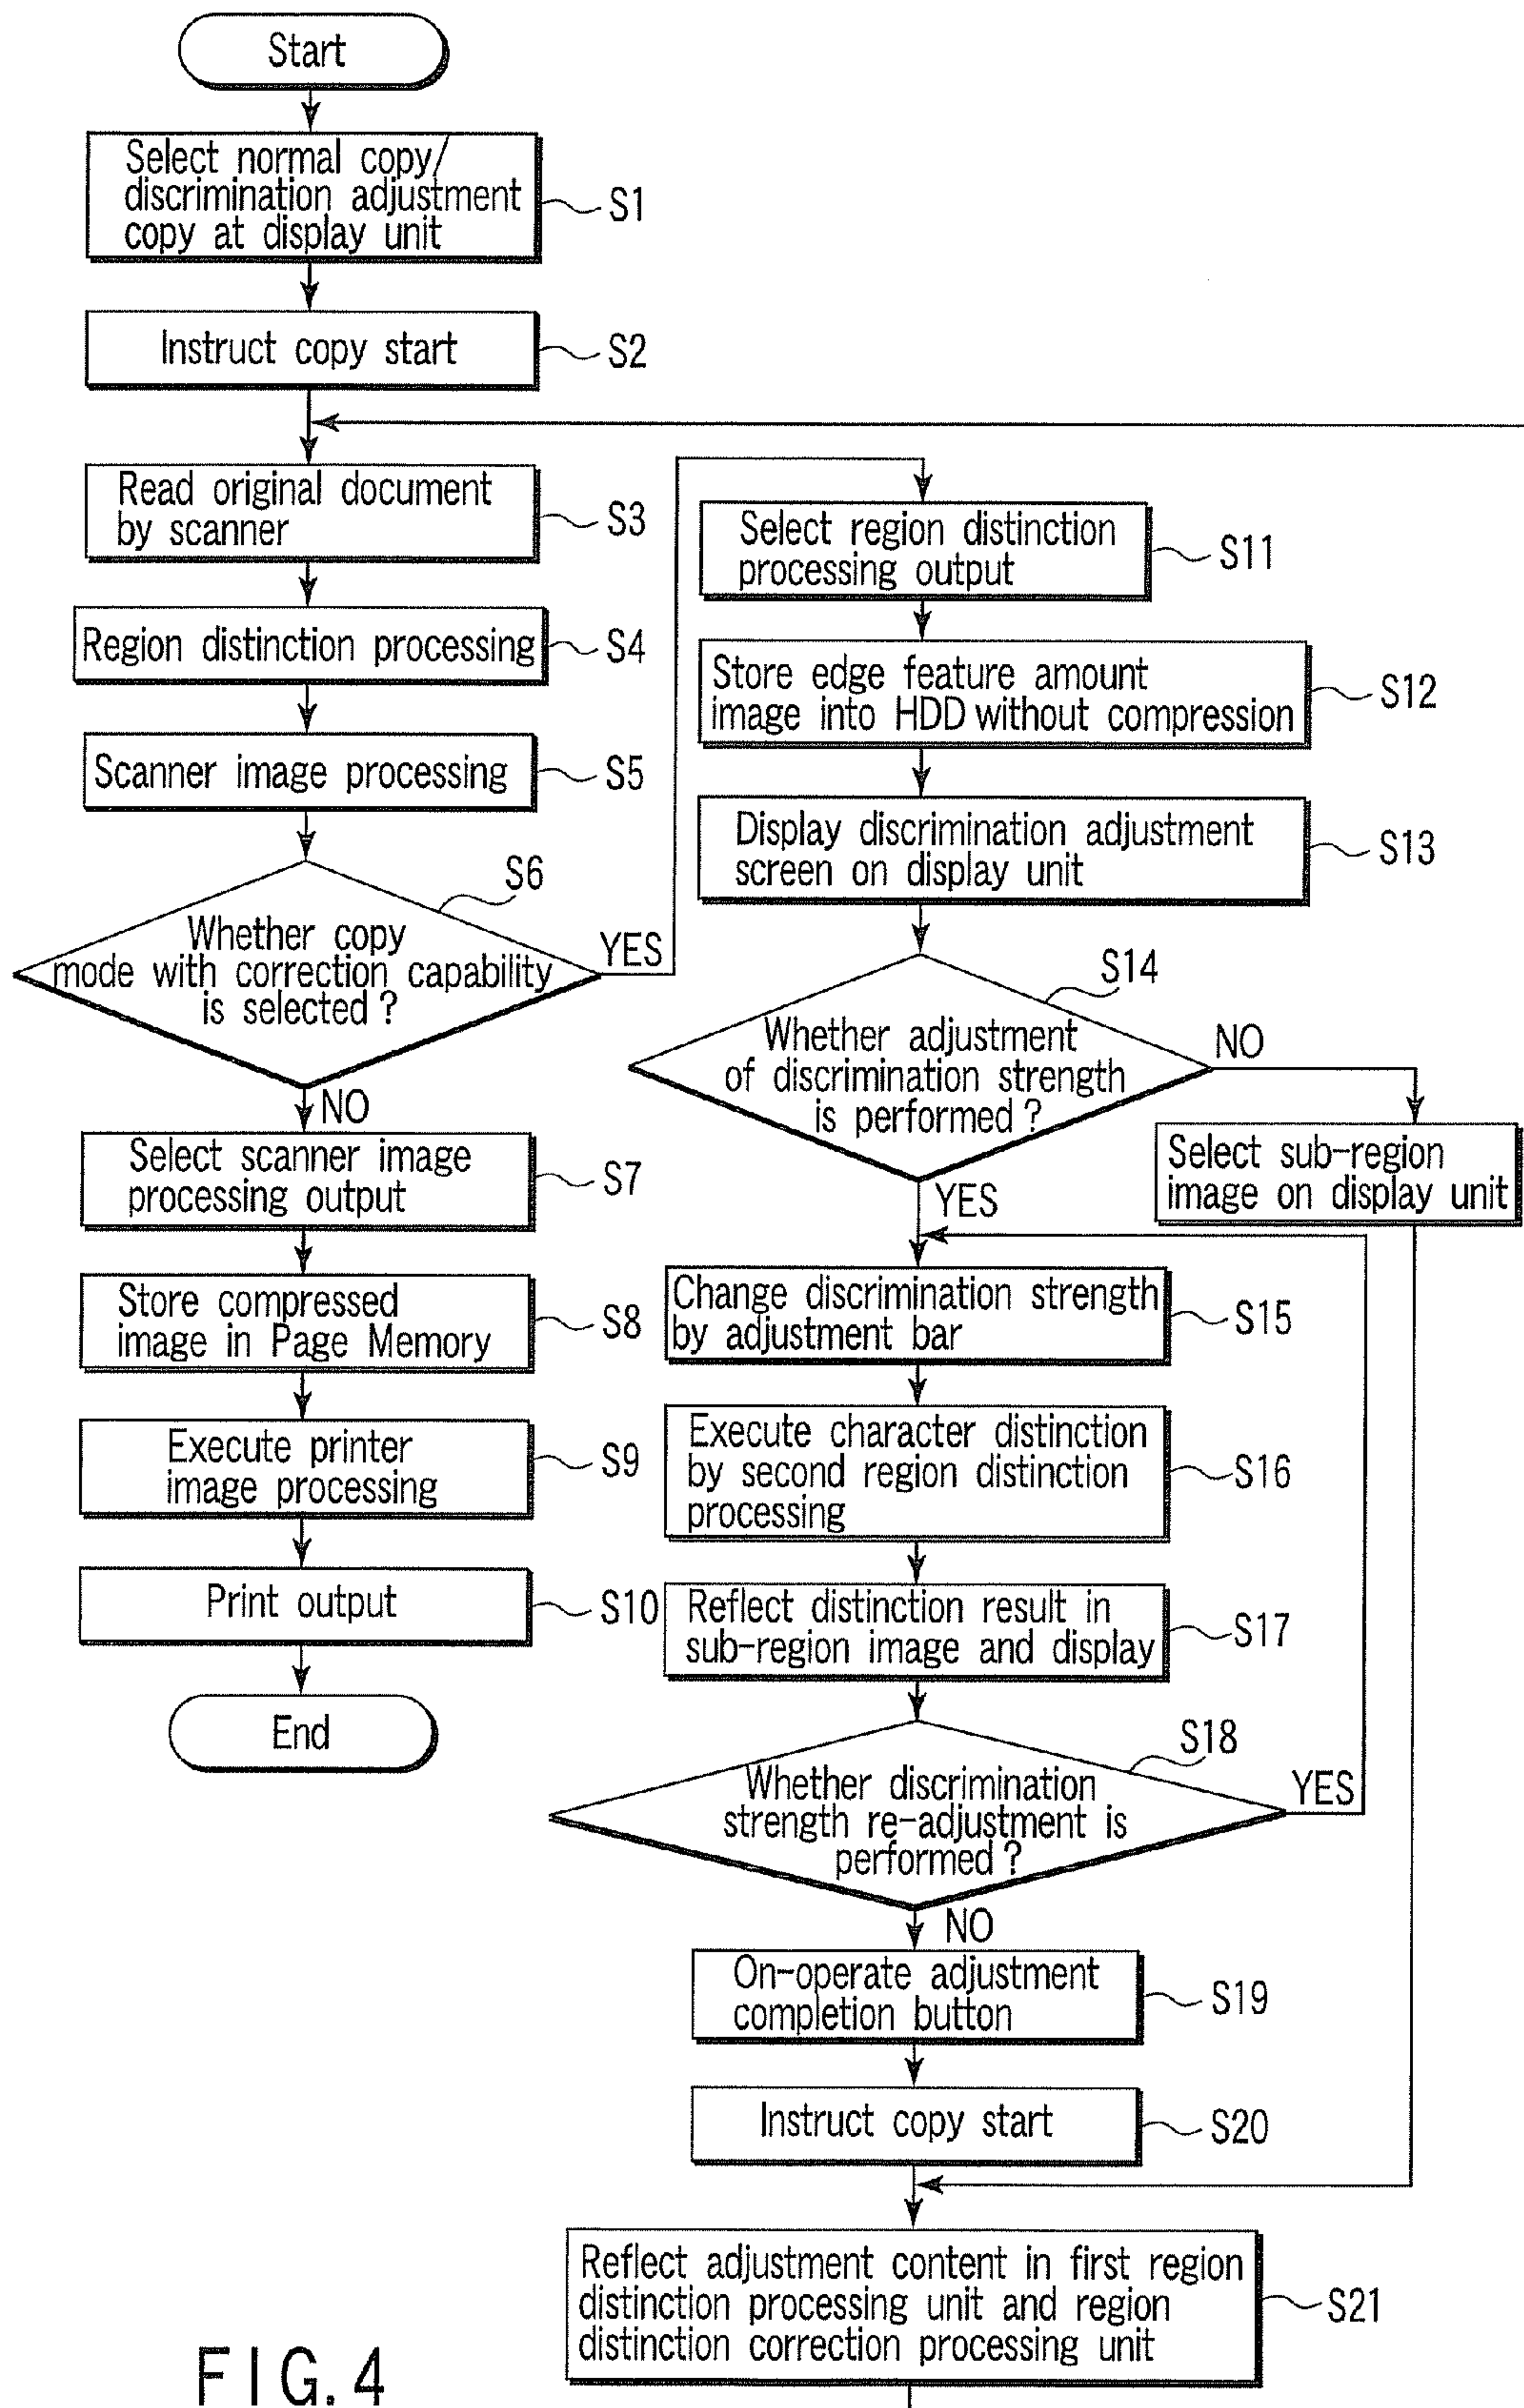 Start
Select normal copy/
discrimination adjustment
copy at display unit
S1
Instruct copy start
S2
Read original document
by scanner
S3
Region distinction processing
S4
Scanner image processing
S5
S6
Whether copy
mode with correction capability
is selected?
YES
NO
Select scanner image
processing output
S7
Store compressed
image in Page Memory
S8
Execute printer
image processing
S9
Print output
S10
End
Select region distinction
processing output
S11
Store edge feature amount
image into HDD without compression
S12
Display discrimination adjustment
screen on display unit
S13
S14
Whether adjustment
of discrimination strength
is performed?
NO
YES
Select sub-region
image on display unit
Change discrimination strength
by adjustment bar
S15
Execute character distinction
by second region distinction
processing
S16
Reflect distinction result in
sub-region image and display
S17
S18
Whether discrimination
strength re-adjustment is
performed?
YES
NO
On-operate adjustment
completion button
S19
Instruct copy start
S20
Reflect adjustment content in first region
distinction processing unit and region
distinction correction processing unit
S21
FIG. 4